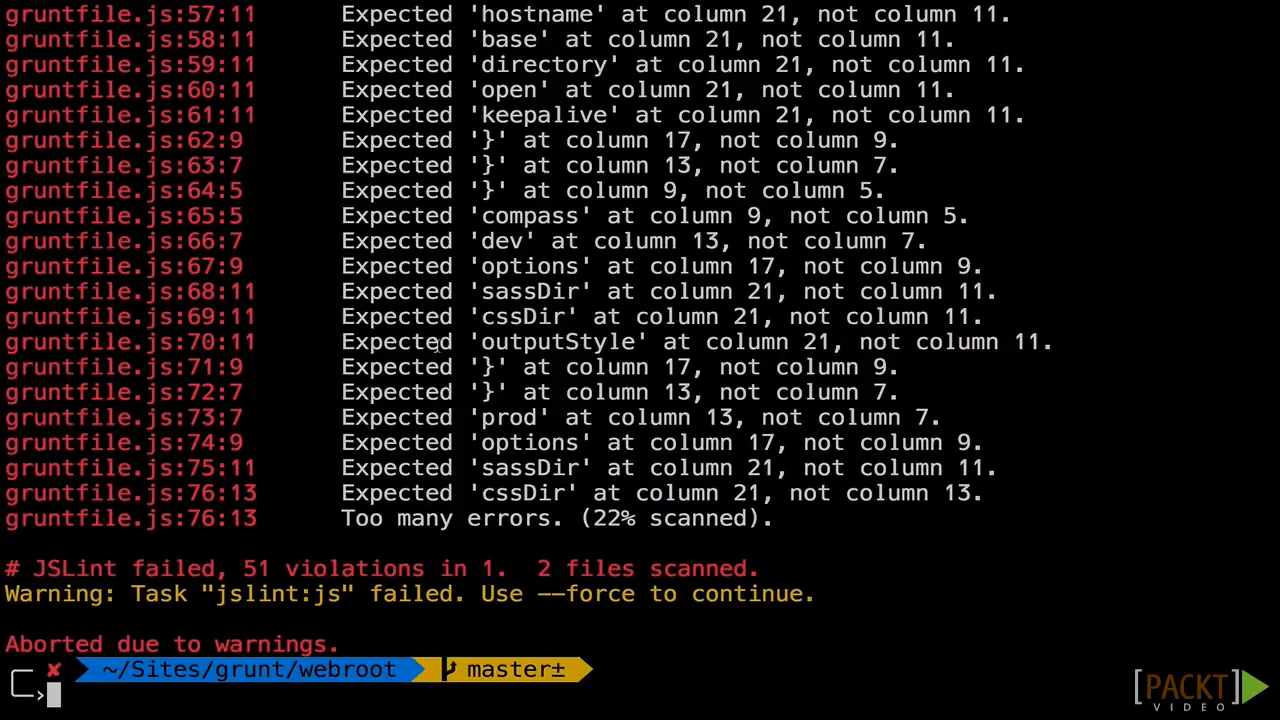 gruntfile.js:57:11 Expected 'hostname' at column 21, not column 11.
gruntfile.js:58:11 Expected 'base' at column 21, not column 11.
gruntfile.js:59:11 Expected 'directory' at column 21, not column 11.
gruntfile.js:60:11 Expected 'open' at column 21, not column 11.
gruntfile.js:61:11 Expected 'keepalive' at column 21, not column 11.
gruntfile.js:62:9 Expected '}' at column 17, not column 9.
gruntfile.js:63:7 Expected '}' at column 13, not column 7.
gruntfile.js:64:5 Expected '}' at column 9, not column 5.
gruntfile.js:65:5 Expected 'compass' at column 9, not column 5.
gruntfile.js:66:7 Expected 'dev' at column 13, not column 7.
gruntfile.js:67:9 Expected 'options' at column 17, not column 9.
gruntfile.js:68:11 Expected 'sassDir' at column 21, not column 11.
gruntfile.js:69:11 Expected 'cssDir' at column 21, not column 11.
gruntfile.js:70:11 Expected 'outputStyle' at column 21, not column 11.
gruntfile.js:71:9 Expected '}' at column 17, not column 9.
gruntfile.js:72:7 Expected '}' at column 13, not column 7.
gruntfile.js:73:7 Expected 'prod' at column 13, not column 7.
gruntfile.js:74:9 Expected 'options' at column 17, not column 9.
gruntfile.js:75:11 Expected 'sassDir' at column 21, not column 11.
gruntfile.js:76:13 Expected 'cssDir' at column 21, not column 13.
gruntfile.js:76:13 Too many errors. (22% scanned).
# JSLint failed, 51 violations in 1. 2 files scanned.
Warning: Task "jslint:js" failed. Use --force to continue.
Aborted due to warnings.
✘ ~/Sites/grunt/webroot master±
[PACKT]
VIDEO